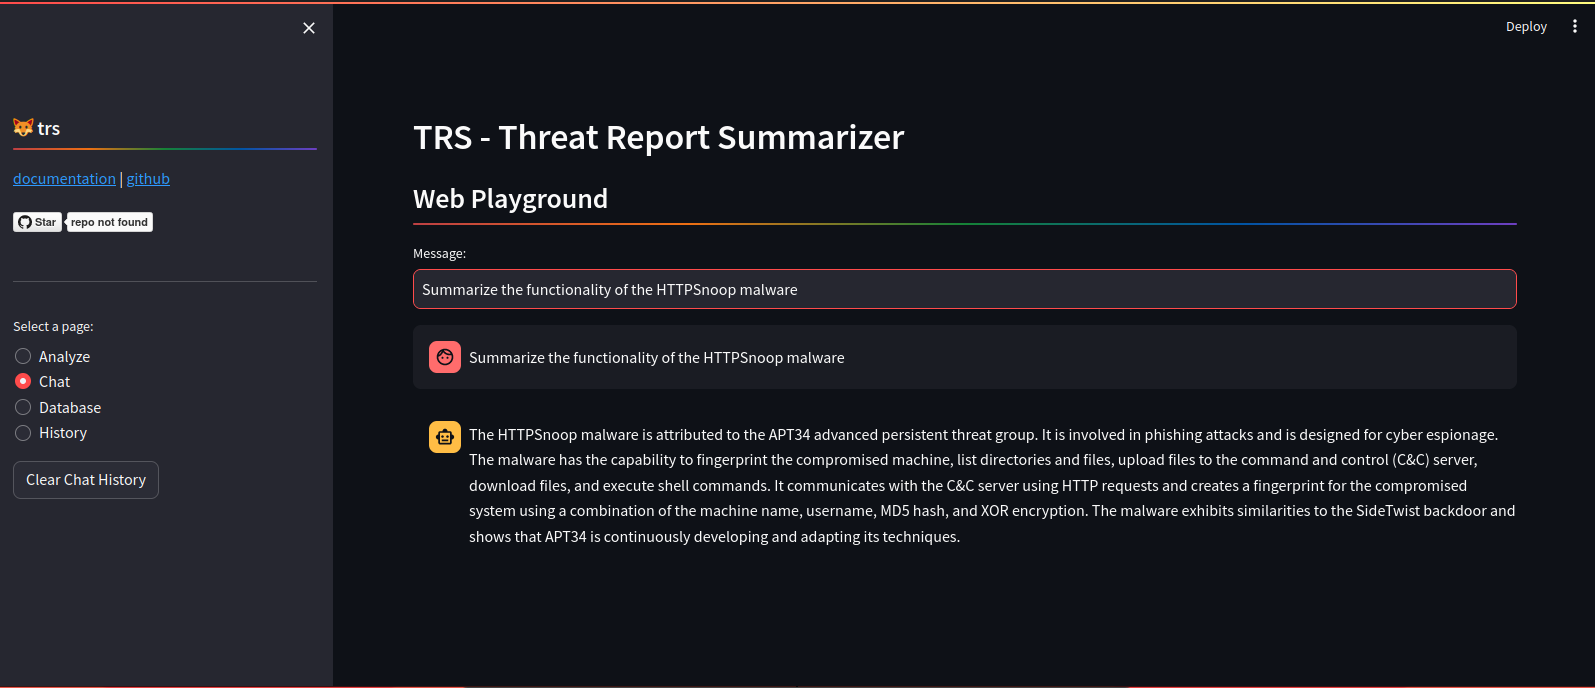 Deploy
trs
documentation | github
Star
repo not found
Select a page:
Analyze
Chat
Database
History
Clear Chat History
TRS - Threat Report Summarizer
Web Playground
Message:
Summarize the functionality of the HTTPSnoop malware
Summarize the functionality of the HTTPSnoop malware
The HTTPSnoop malware is attributed to the APT34 advanced persistent threat group. It is involved in phishing attacks and is designed for cyber espionage.
The malware has the capability to fingerprint the compromised machine, list directories and files, upload files to the command and control (C&C) server,
download files, and execute shell commands. It communicates with the C&C server using HTTP requests and creates a fingerprint for the compromised
system using a combination of the machine name, username, MD5 hash, and XOR encryption. The malware exhibits similarities to the SideTwist backdoor and
shows that APT34 is continuously developing and adapting its techniques.